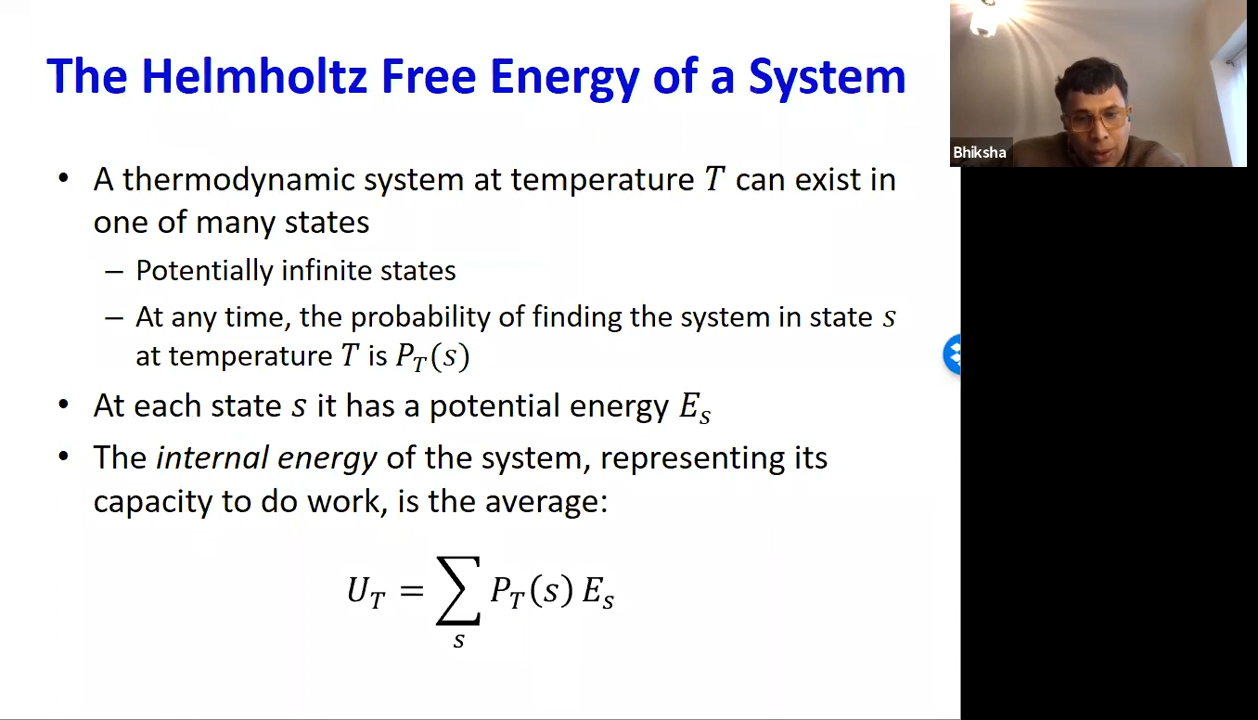 The Helmholtz Free Energy of a System
• A thermodynamic system at temperature T can exist in
one of many states
– Potentially infinite states
– At any time, the probability of finding the system in state s
at temperature T is P_T(s)
• At each state s it has a potential energy E_s
• The internal energy of the system, representing its
capacity to do work, is the average:
U_T = ∑_s P_T(s) E_s
Bhiksha